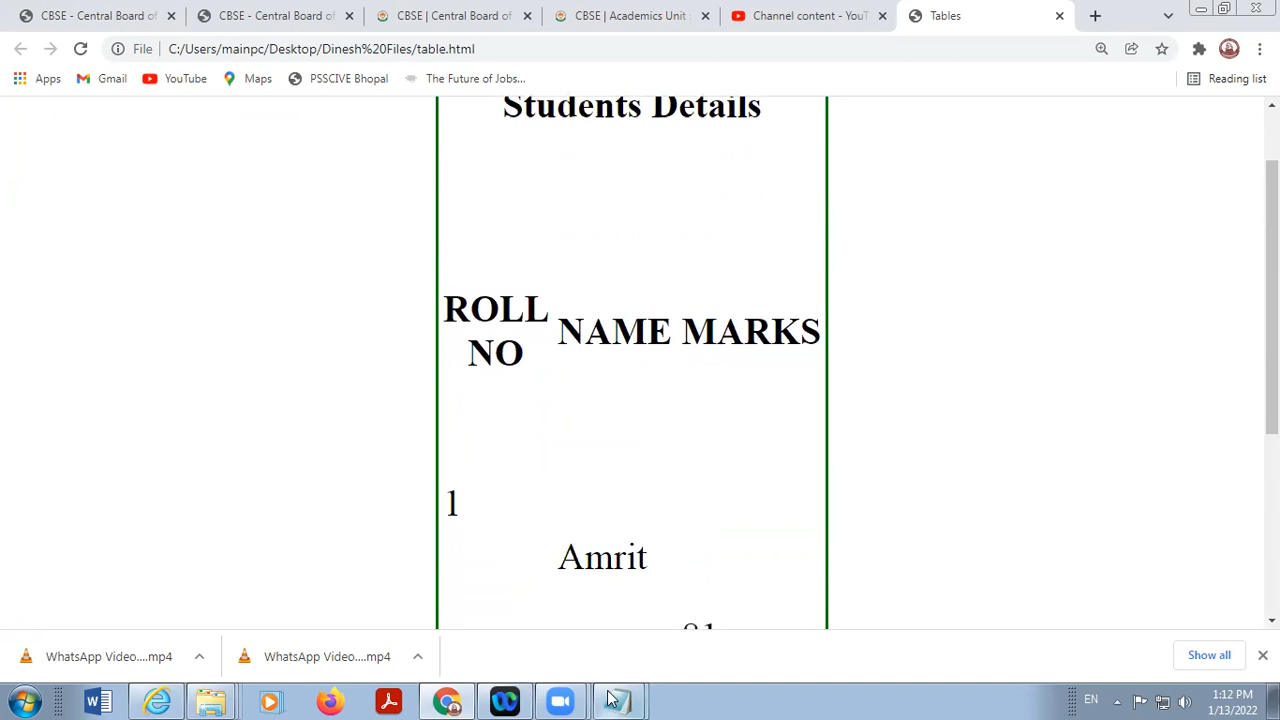 CBSE - Central Board of
CBSE - Central Board of
CBSE | Central Board of
CBSE | Academics Unit :
Channel content - YouT
Tables
File
C:/Users/mainpc/Desktop/Dinesh%20Files/table.html
Apps
Gmail
YouTube
Maps
PSSCIVE Bhopal
The Future of Jobs...
Reading list
Students Details
ROLL NO
NAME
MARKS
1
Amrit
81
WhatsApp Video....mp4
WhatsApp Video....mp4
Show all
EN
1:12 PM
1/13/2022